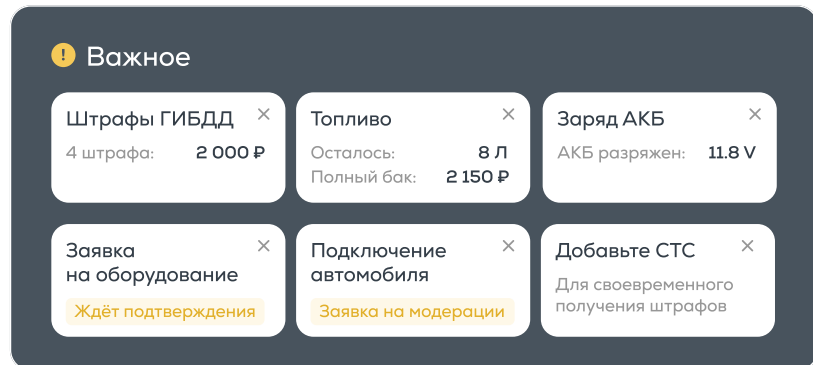 ! Важное
Штрафы ГИБДД ×
4 штрафа: 2 000 ₽
Топливо ×
Осталось: 8 Л
Полный бак: 2 150 ₽
Заряд АКБ ×
АКБ разряжен: 11.8 V
Заявка ×
на оборудование
Ждёт подтверждения
Подключение ×
автомобиля
Заявка на модерации
Добавьте СТС ×
Для своевременного
получения штрафов